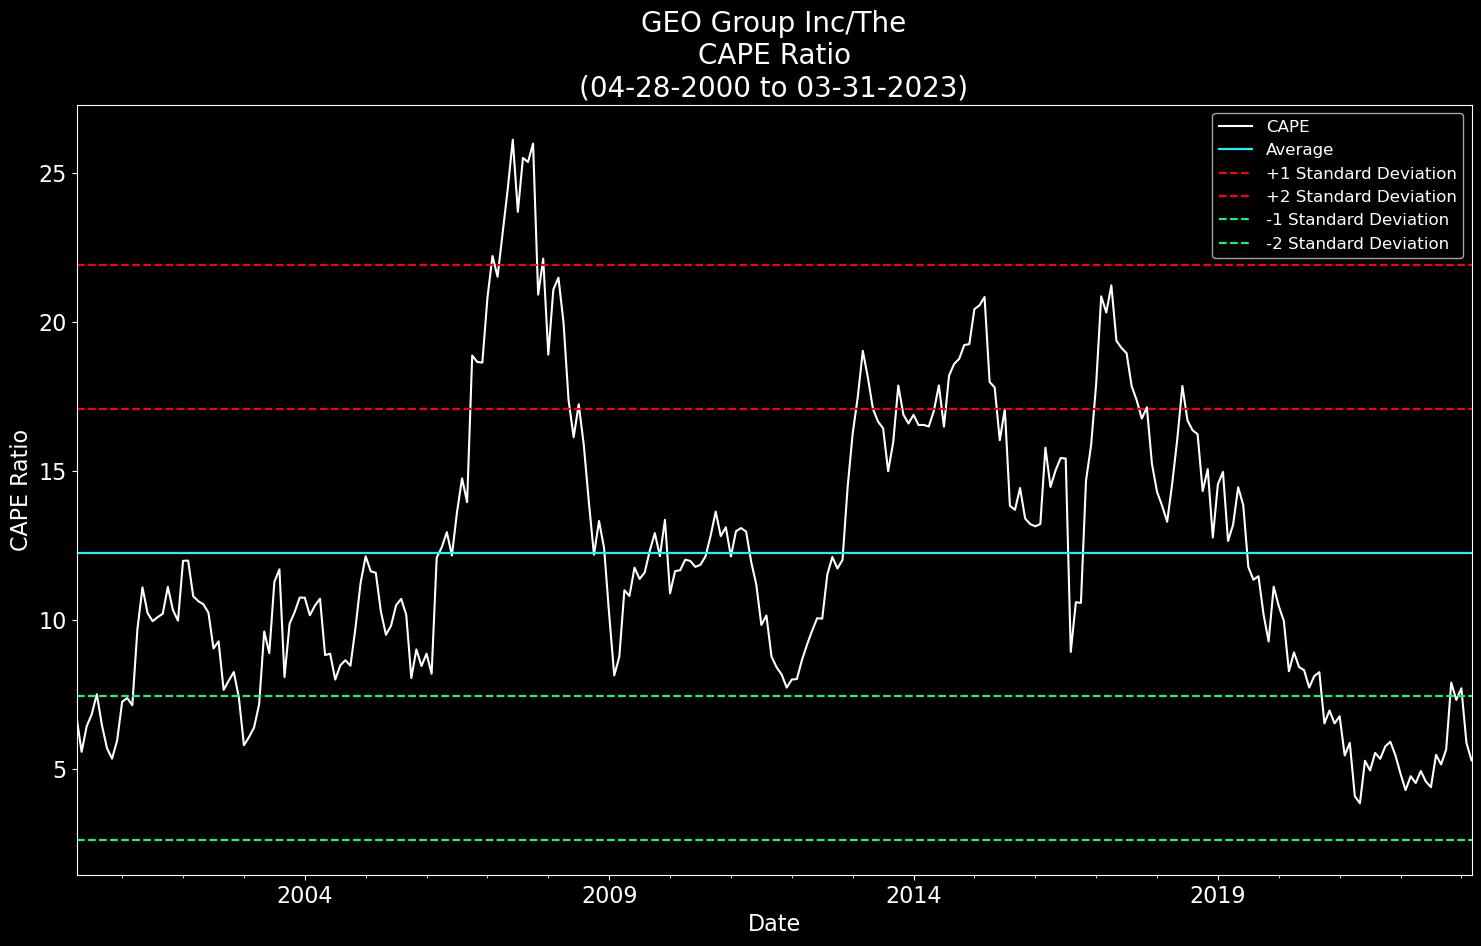 GEO Group Inc/The
CAPE Ratio
(04-28-2000 to 03-31-2023)
CAPE
Average
+1 Standard Deviation
+2 Standard Deviation
-1 Standard Deviation
-2 Standard Deviation
CAPE Ratio
25
20
15
10
5
2004
2009
2014
2019
Date